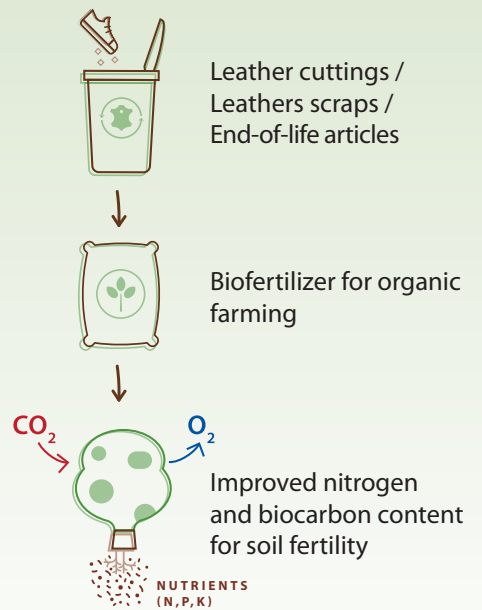 Leather cuttings /
Leathers scraps /
End-of-life articles
Biofertilizer for organic
farming
CO₂
O₂
Improved nitrogen
and biocarbon content
for soil fertility
NUTRIENTS
(N,P,K)